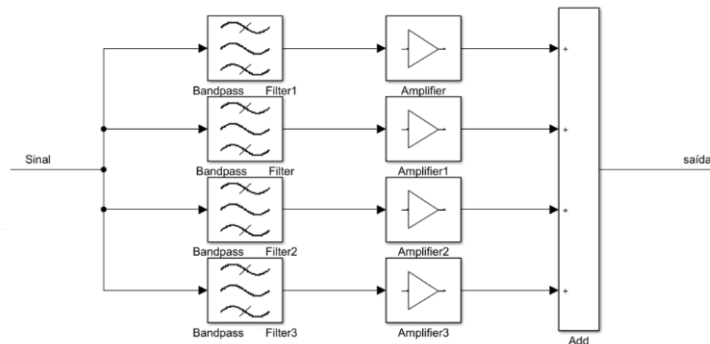 Bandpass Filter1
Amplifier
Sinal
Bandpass Filter
Amplifier1
saída
Bandpass Filter2
Amplifier2
Bandpass Filter3
Amplifier3
Add
+
+
+
+